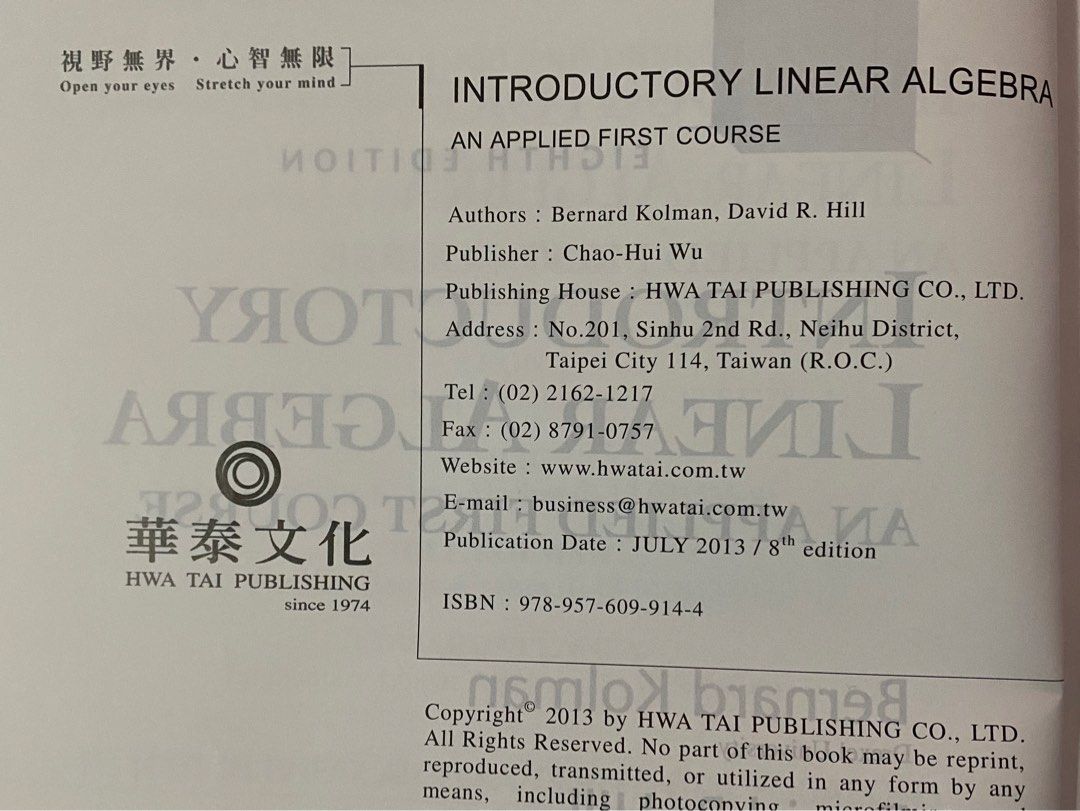 視野無界・心智無限
Open your eyes Stretch your mind
INTRODUCTORY LINEAR ALGEBRA
AN APPLIED FIRST COURSE
Authors：Bernard Kolman, David R. Hill
Publisher：Chao-Hui Wu
Publishing House：HWA TAI PUBLISHING CO., LTD.
Address：No.201, Sinhu 2nd Rd., Neihu District,
Taipei City 114, Taiwan (R.O.C.)
Tel：(02) 2162-1217
Fax：(02) 8791-0757
Website：www.hwatai.com.tw
E-mail：business@hwatai.com.tw
Publication Date：JULY 2013 / 8th edition
ISBN：978-957-609-914-4
華泰文化
HWA TAI PUBLISHING
since 1974
Copyright© 2013 by HWA TAI PUBLISHING CO., LTD.
All Rights Reserved. No part of this book may be reprint,
reproduced, transmitted, or utilized in any form by any
means, including photocopying
EIGHTH EDITION
INTRODUCTORY
LINEAR ALGEBRA
AN APPLIED FIRST COURSE
Bernard Kolman